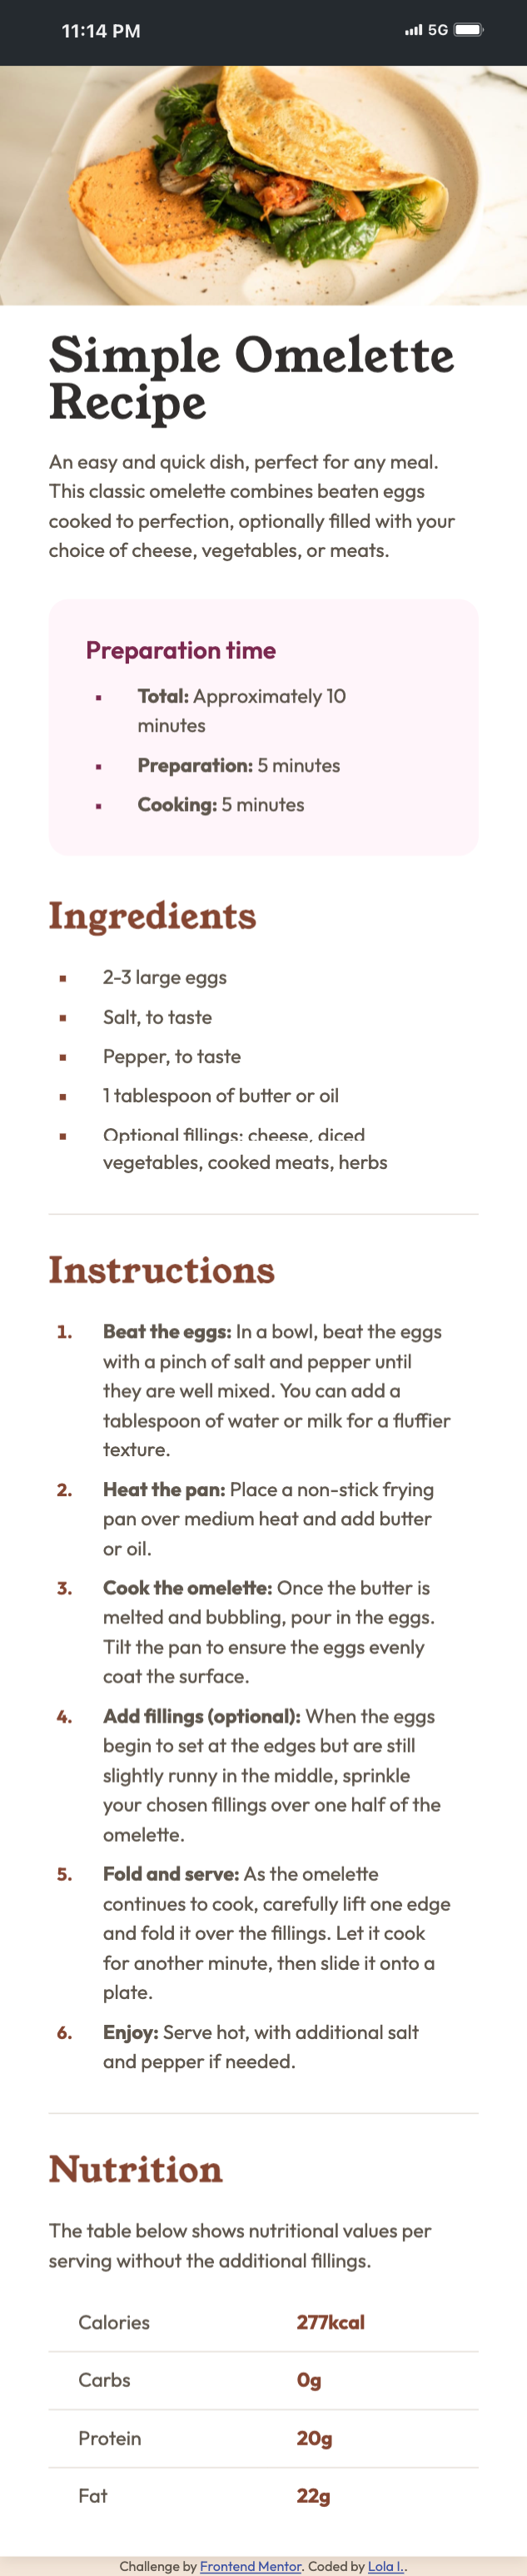 11:14 PM
5G
Simple Omelette
Recipe
An easy and quick dish, perfect for any meal.
This classic omelette combines beaten eggs
cooked to perfection, optionally filled with your
choice of cheese, vegetables, or meats.
Preparation time
▪ Total: Approximately 10
minutes
▪ Preparation: 5 minutes
▪ Cooking: 5 minutes
Ingredients
▪ 2-3 large eggs
▪ Salt, to taste
▪ Pepper, to taste
▪ 1 tablespoon of butter or oil
▪ Optional fillings: cheese, diced
vegetables, cooked meats, herbs
Instructions
1. Beat the eggs: In a bowl, beat the eggs
with a pinch of salt and pepper until
they are well mixed. You can add a
tablespoon of water or milk for a fluffier
texture.
2. Heat the pan: Place a non-stick frying
pan over medium heat and add butter
or oil.
3. Cook the omelette: Once the butter is
melted and bubbling, pour in the eggs.
Tilt the pan to ensure the eggs evenly
coat the surface.
4. Add fillings (optional): When the eggs
begin to set at the edges but are still
slightly runny in the middle, sprinkle
your chosen fillings over one half of the
omelette.
5. Fold and serve: As the omelette
continues to cook, carefully lift one edge
and fold it over the fillings. Let it cook
for another minute, then slide it onto a
plate.
6. Enjoy: Serve hot, with additional salt
and pepper if needed.
Nutrition
The table below shows nutritional values per
serving without the additional fillings.
Calories 277kcal
Carbs 0g
Protein 20g
Fat 22g
Challenge by Frontend Mentor. Coded by Lola I..